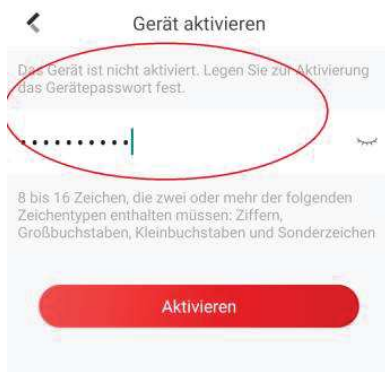 Gerät aktivieren
Das Gerät ist nicht aktiviert. Legen Sie zur Aktivierung
das Gerätepasswort fest.
••••••••••
8 bis 16 Zeichen, die zwei oder mehr der folgenden
Zeichentypen enthalten müssen: Ziffern,
Großbuchstaben, Kleinbuchstaben und Sonderzeichen
Aktivieren